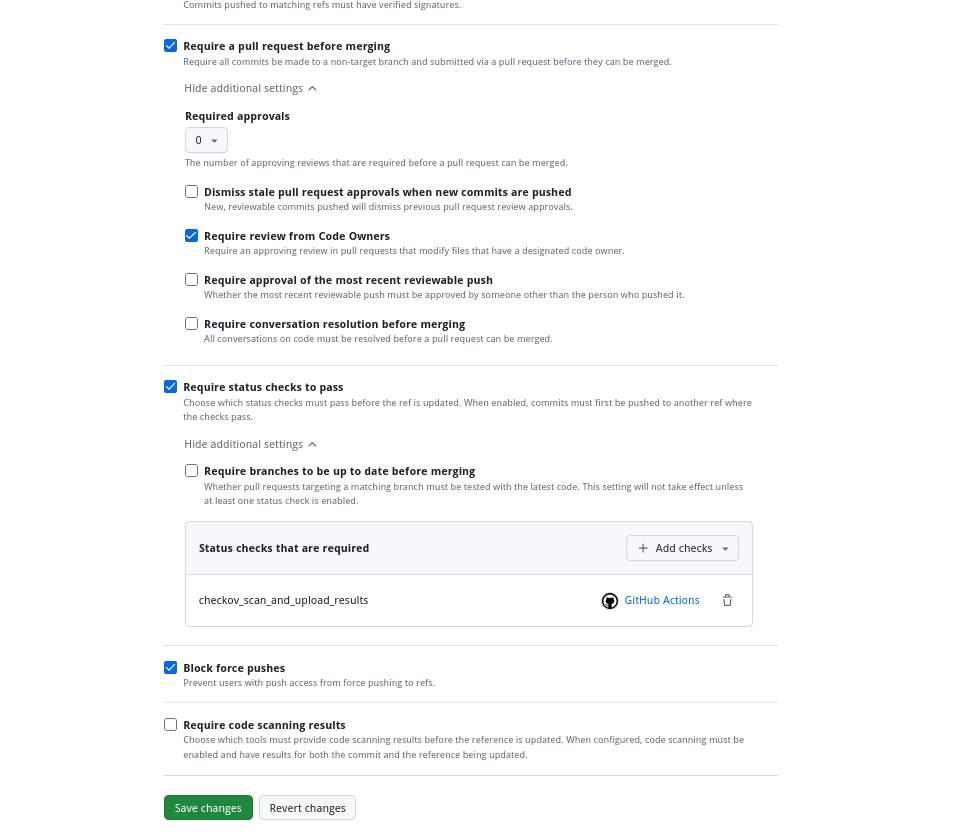 Commits pushed to matching refs must have verified signatures.
Require a pull request before merging
Require all commits be made to a non-target branch and submitted via a pull request before they can be merged.
Hide additional settings
Required approvals
0
The number of approving reviews that are required before a pull request can be merged.
Dismiss stale pull request approvals when new commits are pushed
New, reviewable commits pushed will dismiss previous pull request review approvals.
Require review from Code Owners
Require an approving review in pull requests that modify files that have a designated code owner.
Require approval of the most recent reviewable push
Whether the most recent reviewable push must be approved by someone other than the person who pushed it.
Require conversation resolution before merging
All conversations on code must be resolved before a pull request can be merged.
Require status checks to pass
Choose which status checks must pass before the ref is updated. When enabled, commits must first be pushed to another ref where
the checks pass.
Hide additional settings
Require branches to be up to date before merging
Whether pull requests targeting a matching branch must be tested with the latest code. This setting will not take effect unless
at least one status check is enabled.
Status checks that are required
Add checks
checkov_scan_and_upload_results
GitHub Actions
Block force pushes
Prevent users with push access from force pushing to refs.
Require code scanning results
Choose which tools must provide code scanning results before the reference is updated. When configured, code scanning must be
enabled and have results for both the commit and the reference being updated.
Save changes
Revert changes